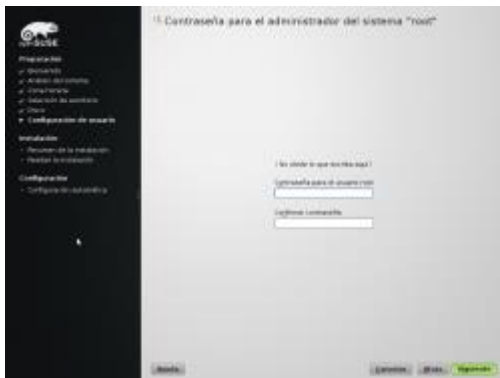 Contraseña para el administrador del sistema "root"
openSUSE
Preparación
Bienvenida
Análisis del sistema
Zona horaria
Selección de escritorio
Disco
Configuración de usuario
Instalación
Resumen de la instalación
Realizar la instalación
Configuración
Configuración automática
¡ No olvide lo que escriba aquí !
Contraseña para el usuario root
Confirmar contraseña
Ayuda
Cancelar
Atrás
Siguiente